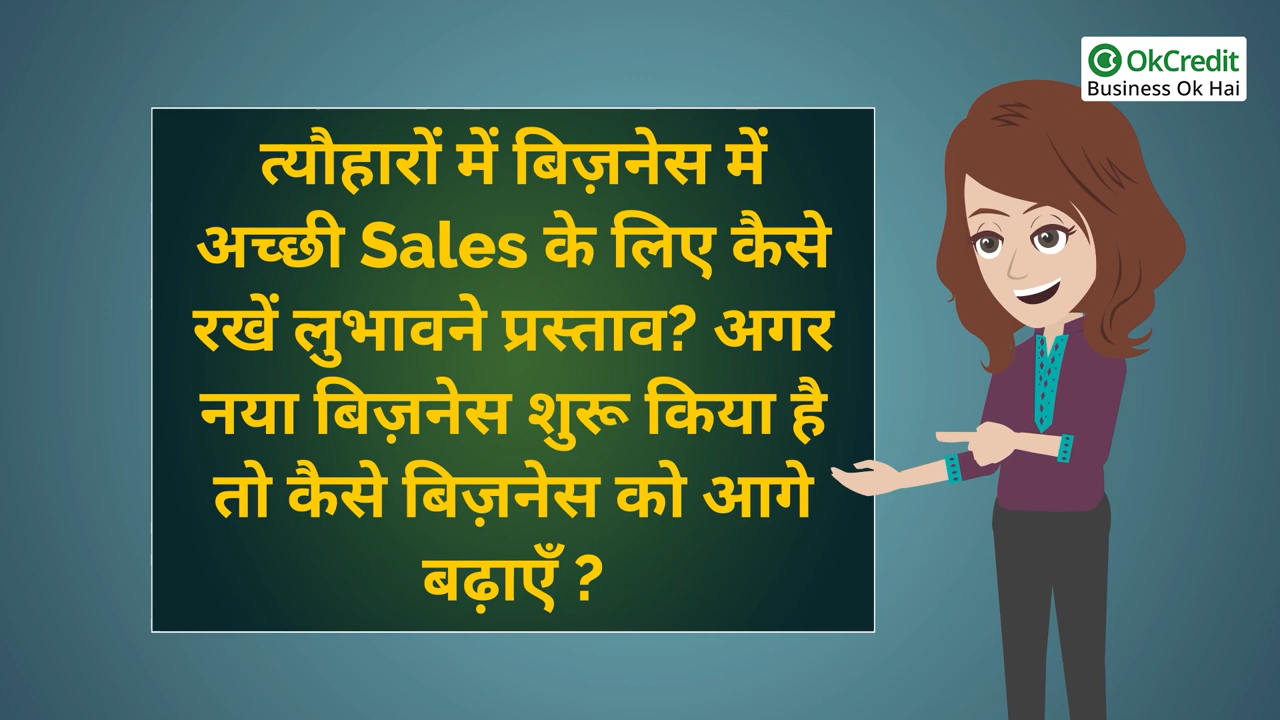 OkCredit
Business Ok Hai
त्यौहारों में बिज़नेस में
अच्छी Sales के लिए कैसे
रखें लुभावने प्रस्ताव? अगर
नया बिज़नेस शुरू किया है
तो कैसे बिज़नेस को आगे
बढ़ाएँ ?